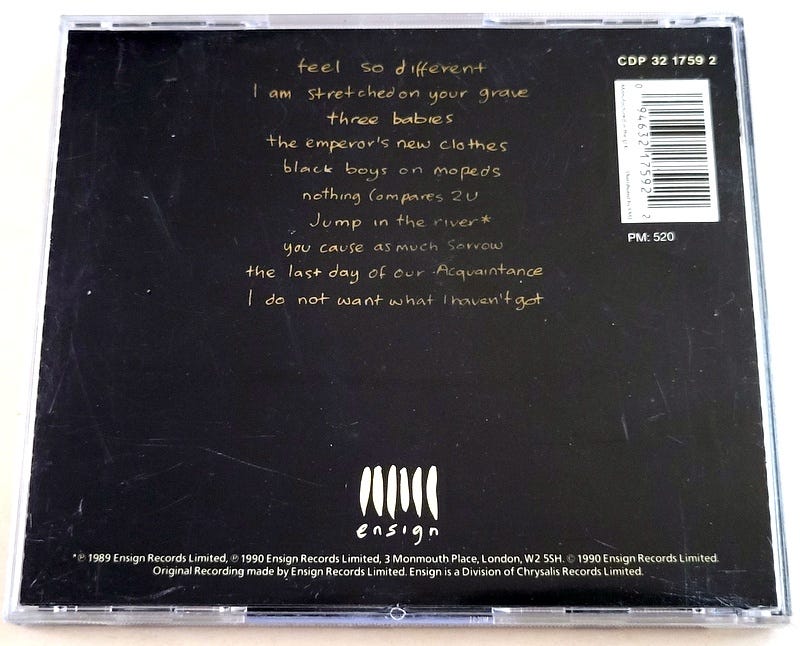 feel so different
I am stretched on your grave
three babies
the emperor's new clothes
black boys on mopeds
nothing Compares 2U
Jump in the river*
you cause as much Sorrow
the last day of our Acquaintance
I do not want what I haven't got
CDP 32 1759 2
0 94632 17592 2
PM: 520
ensign
*℗ 1989 Ensign Records Limited, ℗ 1990 Ensign Records Limited, 3 Monmouth Place, London, W2 5SH. © 1990 Ensign Records Limited.
Original Recording made by Ensign Records Limited. Ensign is a Division of Chrysalis Records Limited.